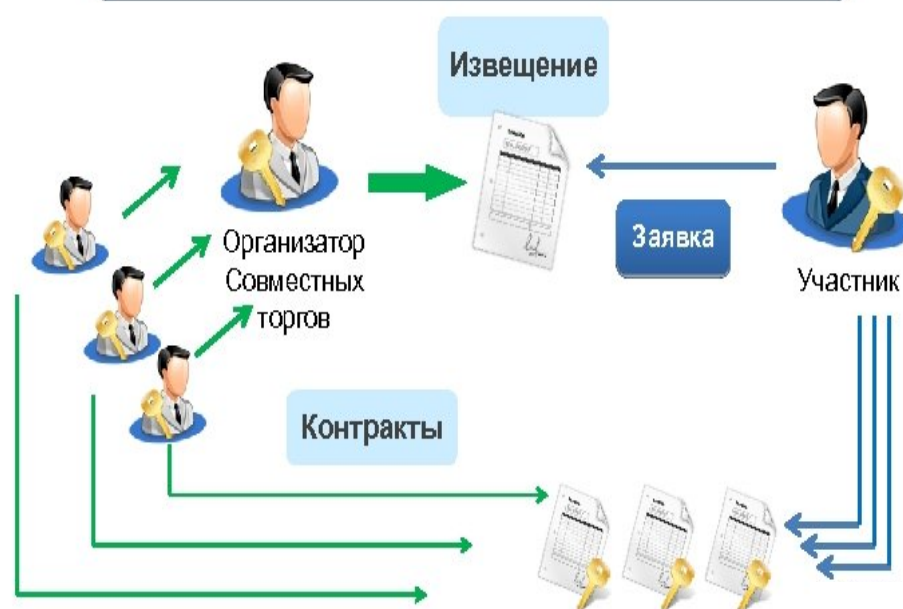 Извещение
Заявка
Организатор
Совместных
торгов
Участник
Контракты